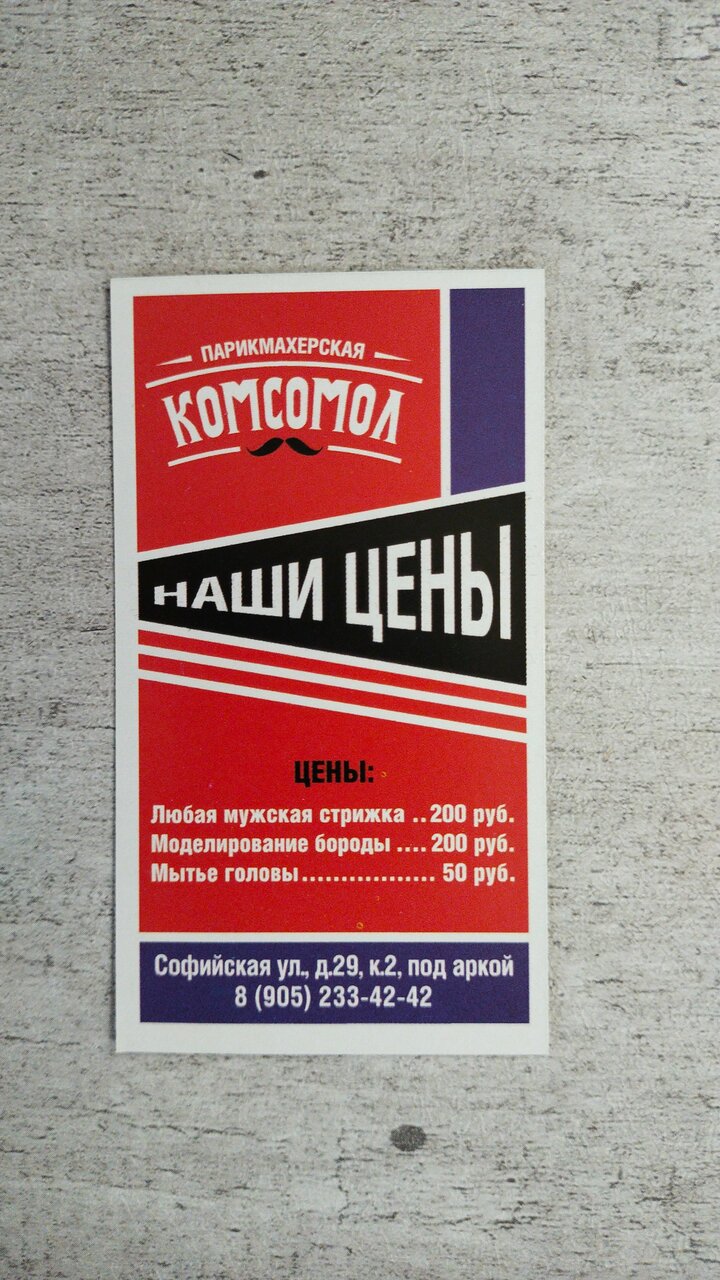 ПАРИКМАХЕРСКАЯ
КОМСОМОЛ
НАШИ ЦЕНЫ
ЦЕНЫ:
Любая мужская стрижка .. 200 руб.
Моделирование бороды .... 200 руб.
Мытье головы................. 50 руб.
Софийская ул., д.29, к.2, под аркой
8 (905) 233-42-42